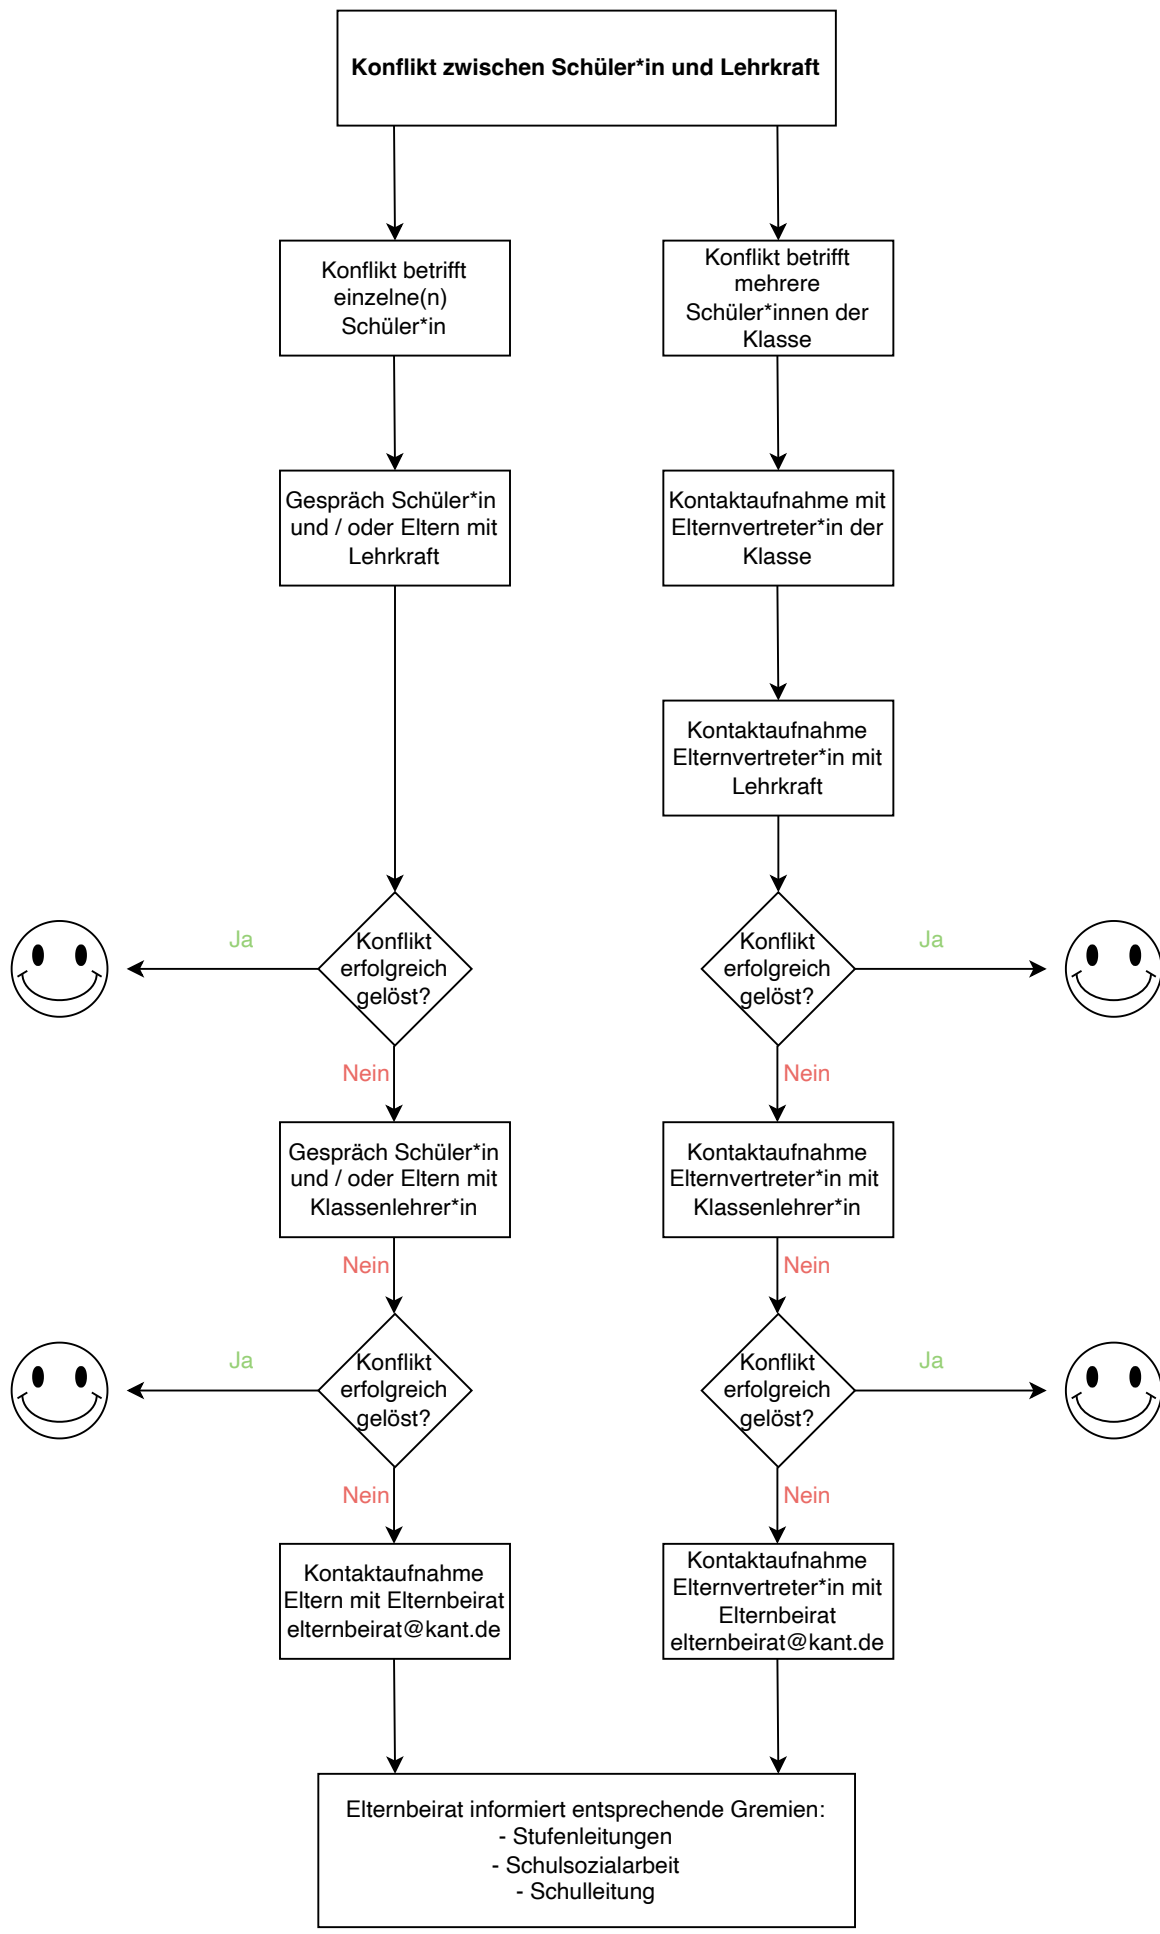 Konflikt zwischen Schüler*in und Lehrkraft
Konflikt betrifft
einzelne(n)
Schüler*in
Konflikt betrifft
mehrere
Schüler*innen der
Klasse
Gespräch Schüler*in
und / oder Eltern mit
Lehrkraft
Kontaktaufnahme mit
Elternvertreter*in der
Klasse
Kontaktaufnahme
Elternvertreter*in mit
Lehrkraft
Ja
Konflikt
erfolgreich
gelöst?
Konflikt
erfolgreich
gelöst?
Ja
Nein
Nein
Gespräch Schüler*in
und / oder Eltern mit
Klassenlehrer*in
Kontaktaufnahme
Elternvertreter*in mit
Klassenlehrer*in
Nein
Nein
Ja
Konflikt
erfolgreich
gelöst?
Konflikt
erfolgreich
gelöst?
Ja
Nein
Nein
Kontaktaufnahme
Eltern mit Elternbeirat
elternbeirat@kant.de
Kontaktaufnahme
Elternvertreter*in mit
Elternbeirat
elternbeirat@kant.de
Elternbeirat informiert entsprechende Gremien:
- Stufenleitungen
- Schulsozialarbeit
- Schulleitung